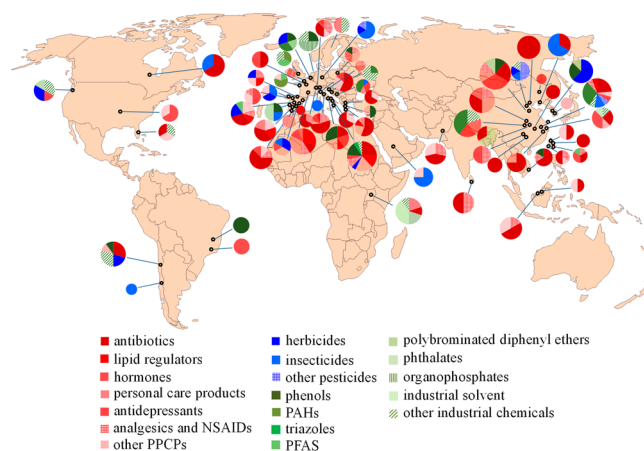 antibiotics
lipid regulators
hormones
personal care products
antidepressants
analgesics and NSAIDs
other PPCPs
herbicides
insecticides
other pesticides
phenols
PAHs
triazoles
PFAS
polybrominated diphenyl ethers
phthalates
organophosphates
industrial solvent
other industrial chemicals